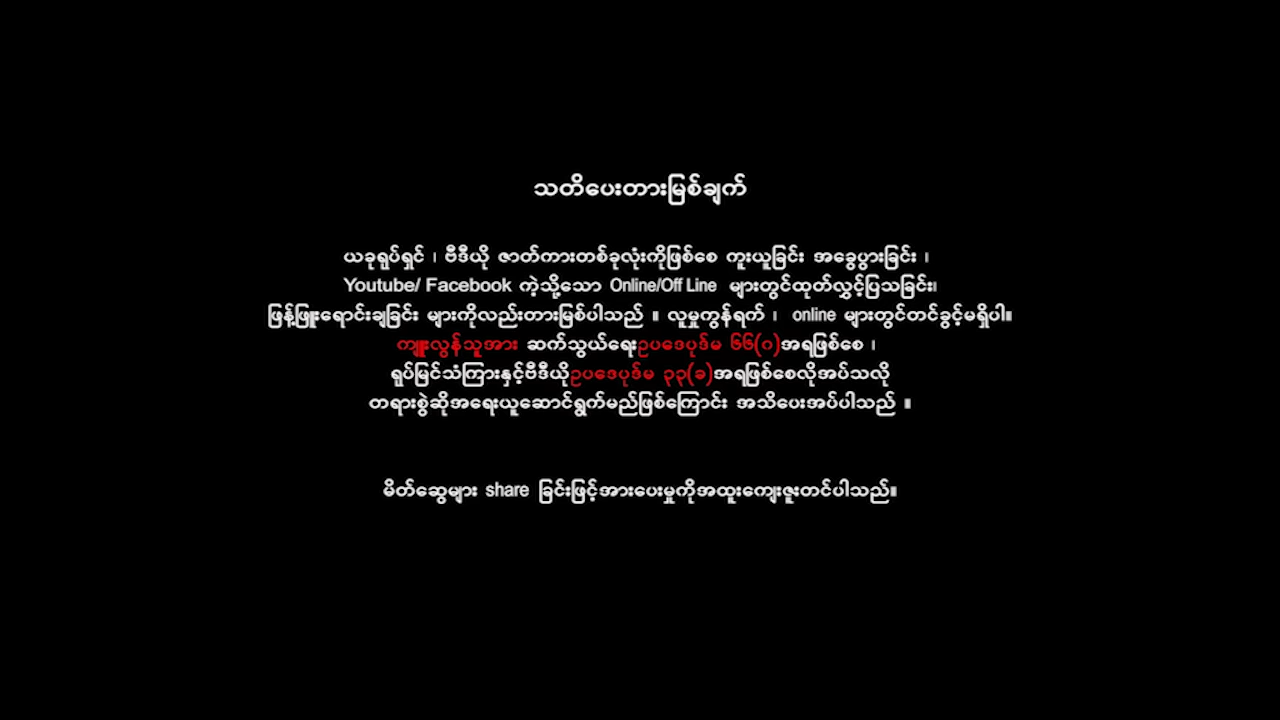 သတိပေးတားမြစ်ချက်
ယခုရုပ်ရှင် ၊ ဗီဒီယို ဇာတ်ကားတစ်ခုလုံးကိုဖြစ်စေ ကူးယူခြင်း အခွေပွားခြင်း ၊
Youtube/ Facebook ကဲ့သို့သော Online/Off Line များတွင်ထုတ်လွှင့်ပြသခြင်း၊
ဖြန့်ဖြူးရောင်းချခြင်း များကိုလည်းတားမြစ်ပါသည် ။ လူမှုကွန်ရက် ၊ online များတွင်တင်ခွင့်မရှိပါ။
ကျူးလွန်သူအား ဆက်သွယ်ရေးဥပဒေပုဒ်မ ၆၆(ဂ)အရဖြစ်စေ ၊
ရုပ်မြင်သံကြားနှင့်ဗီဒီယိုဥပဒေပုဒ်မ ၃၃(ခ)အရဖြစ်စေလိုအပ်သလို
တရားစွဲဆိုအရေးယူဆောင်ရွက်မည်ဖြစ်ကြောင်း အသိပေးအပ်ပါသည် ။
မိတ်ဆွေများ share ခြင်းဖြင့်အားပေးမှုကိုအထူးကျေးဇူးတင်ပါသည်။